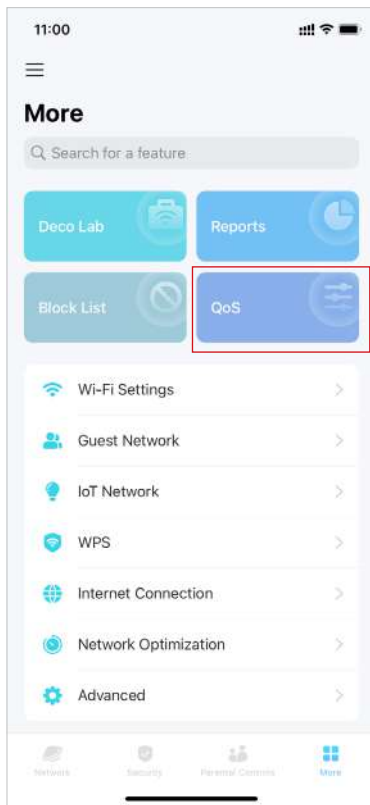 11:00
More
Search for a feature
Deco Lab
Reports
Block List
QoS
Wi-Fi Settings
Guest Network
IoT Network
WPS
Internet Connection
Network Optimization
Advanced
Network
Security
Parental Controls
More